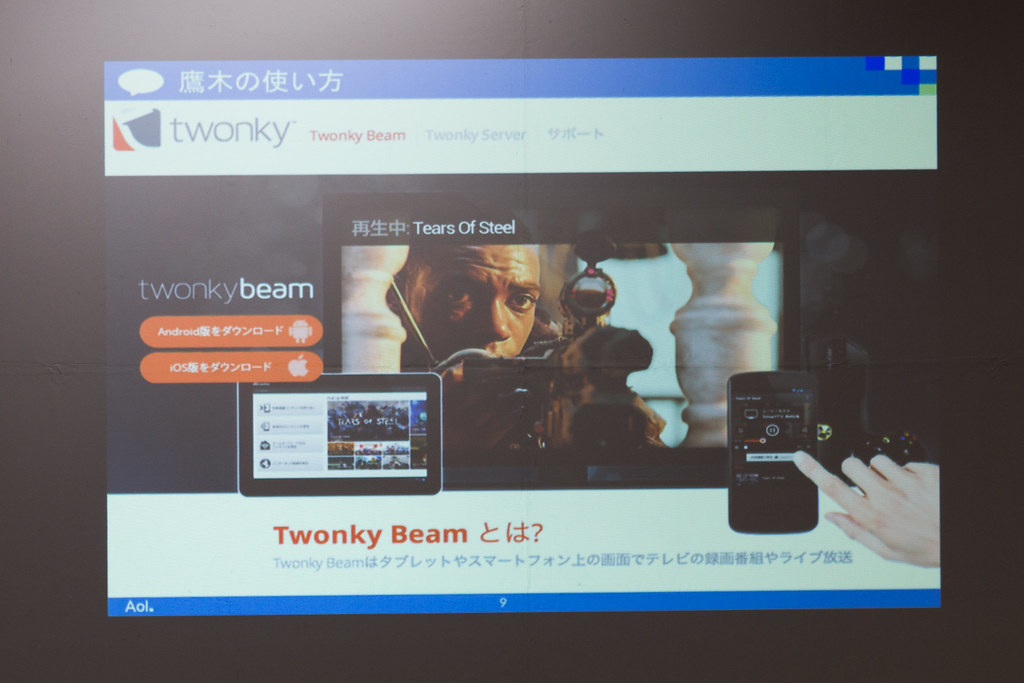 鷹木の使い方
twonky™
Twonky Beam Twonky Server サポート
再生中: Tears Of Steel
twonkybeam
Android版をダウンロード
iOS版をダウンロード
TEARS OF STEEL
Twonky Beam とは?
Twonky Beamはタブレットやスマートフォン上の画面でテレビの録画番組やライブ放送
Aol.
9